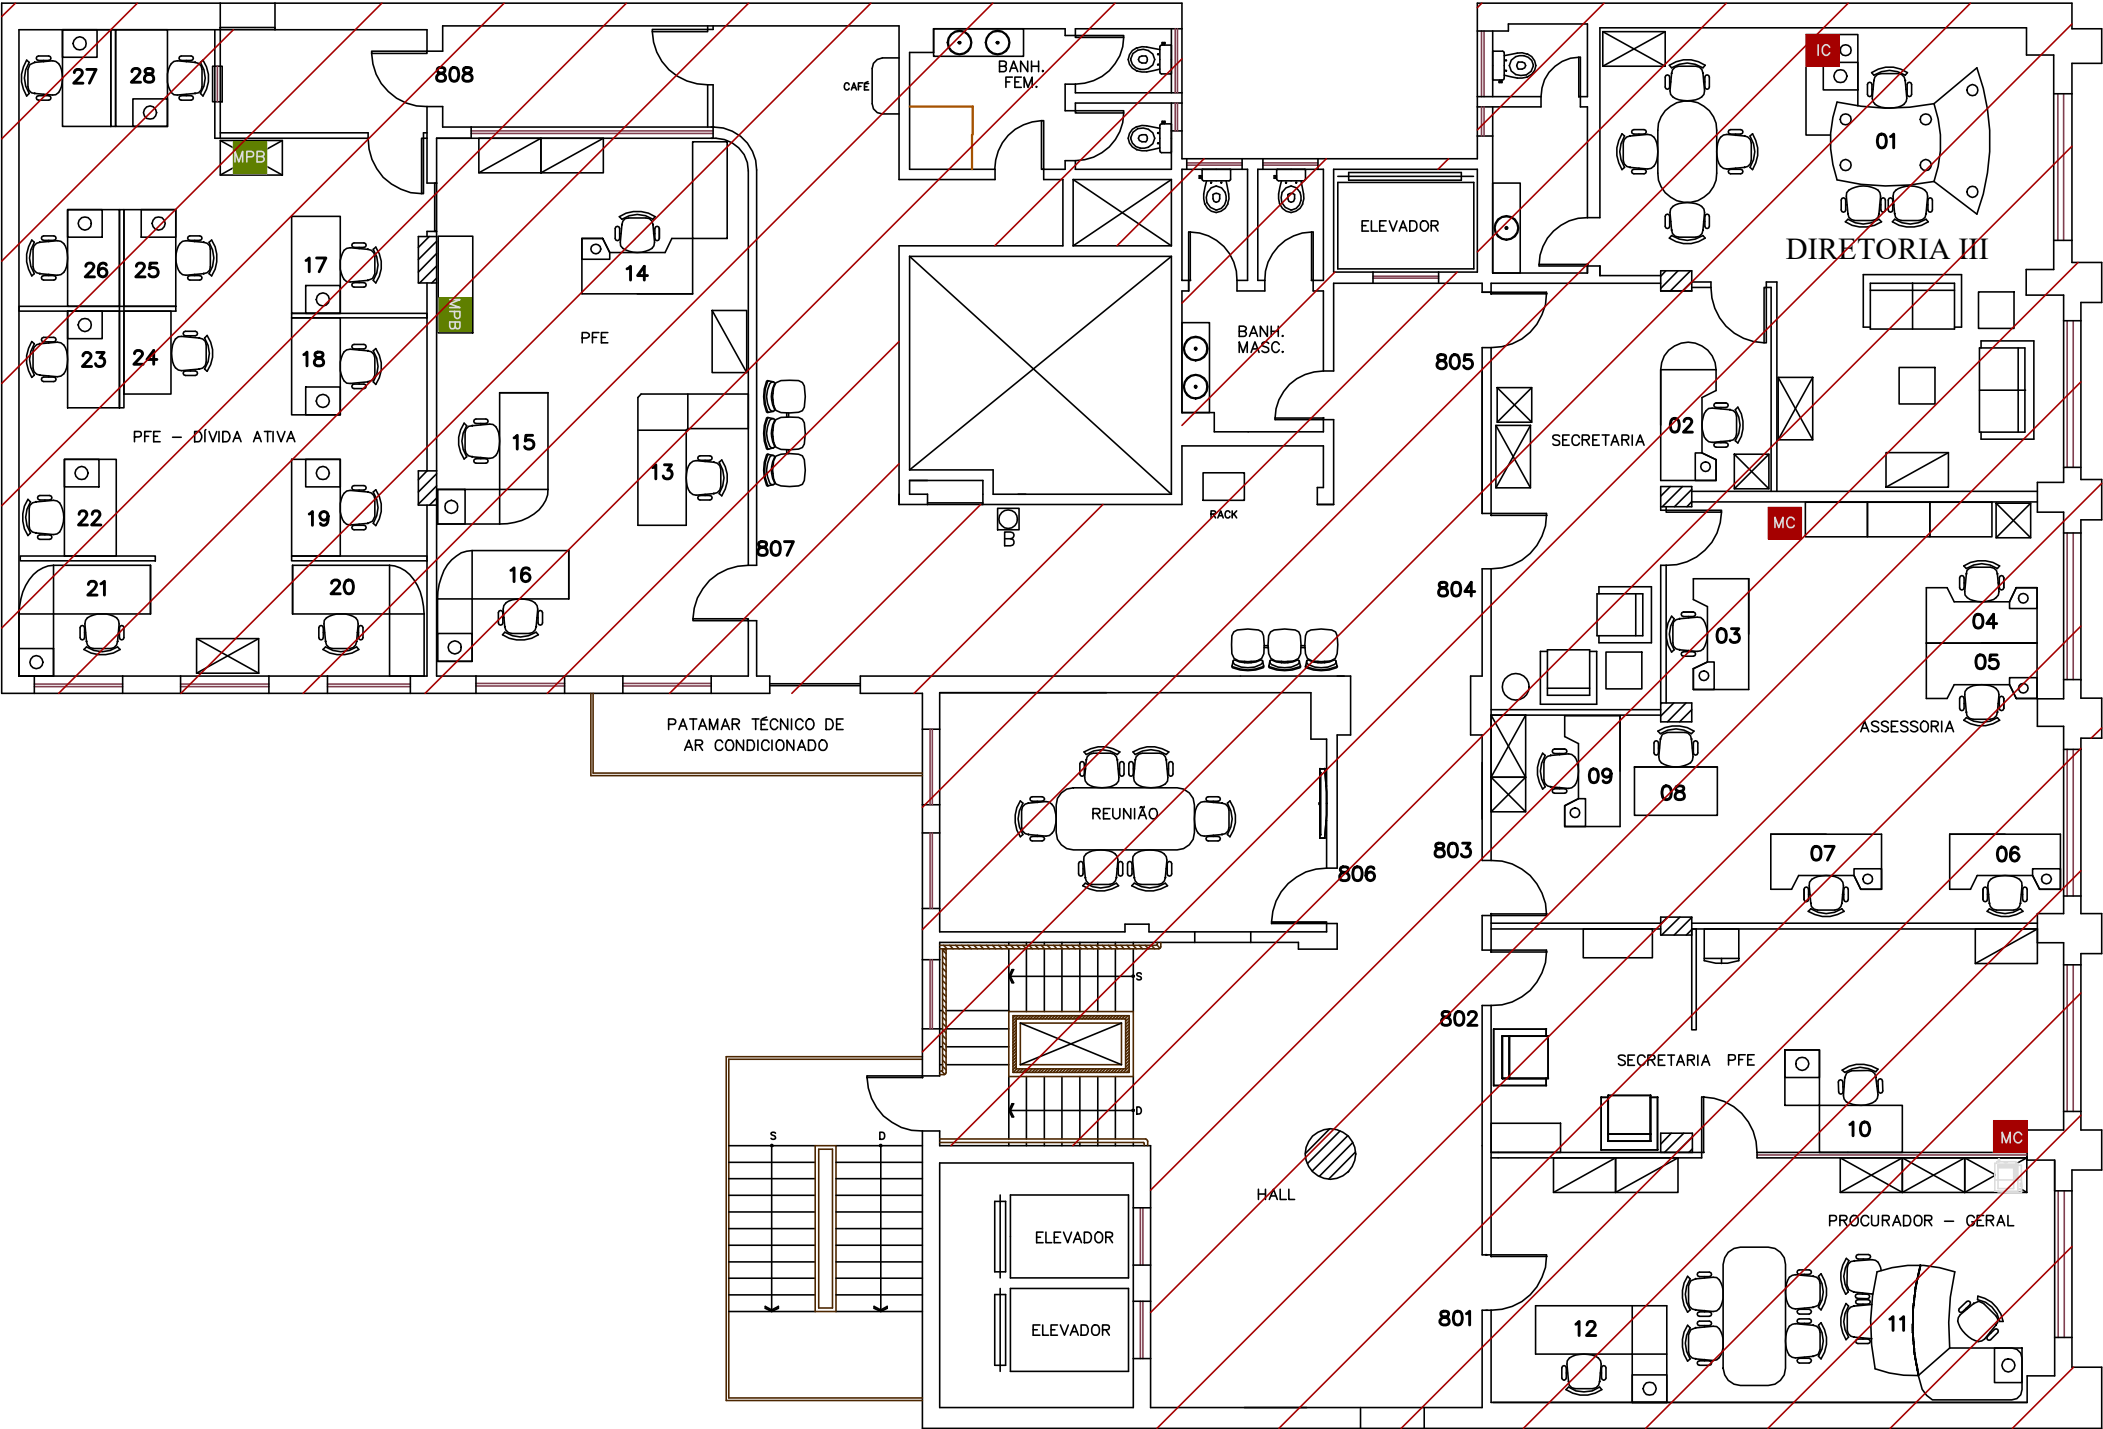 27
28
808
CAFÉ
BANH.
FEM.
IC
01
MPB
ELEVADOR
DIRETORIA III
26
25
17
14
MPB
PFE
BANH.
MASC.
805
23
24
18
02
SECRETARIA
PFE - DÍVIDA ATIVA
15
13
22
19
RACK
MC
B
807
21
20
16
804
03
04
05
PATAMAR TÉCNICO DE
AR CONDICIONADO
ASSESSORIA
REUNIÃO
09
08
803
806
07
06
S
802
SECRETARIA PFE
D
10
MC
S
D
HALL
PROCURADOR - GERAL
ELEVADOR
801
12
11
ELEVADOR